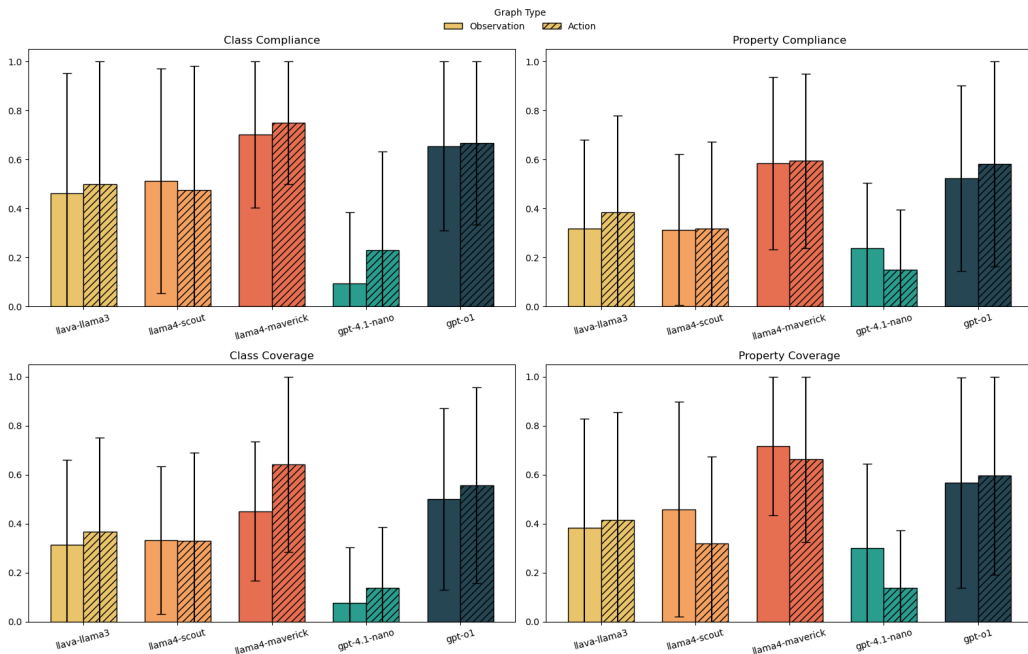 Graph Type
Observation Action
Class Compliance
1.0
0.8
0.6
0.4
0.2
0.0
llava-llama3 llama4-scout llama4-maverick gpt-4.1-nano gpt-o1
Property Compliance
1.0
0.8
0.6
0.4
0.2
0.0
llava-llama3 llama4-scout llama4-maverick gpt-4.1-nano gpt-o1
Class Coverage
1.0
0.8
0.6
0.4
0.2
0.0
llava-llama3 llama4-scout llama4-maverick gpt-4.1-nano gpt-o1
Property Coverage
1.0
0.8
0.6
0.4
0.2
0.0
llava-llama3 llama4-scout llama4-maverick gpt-4.1-nano gpt-o1